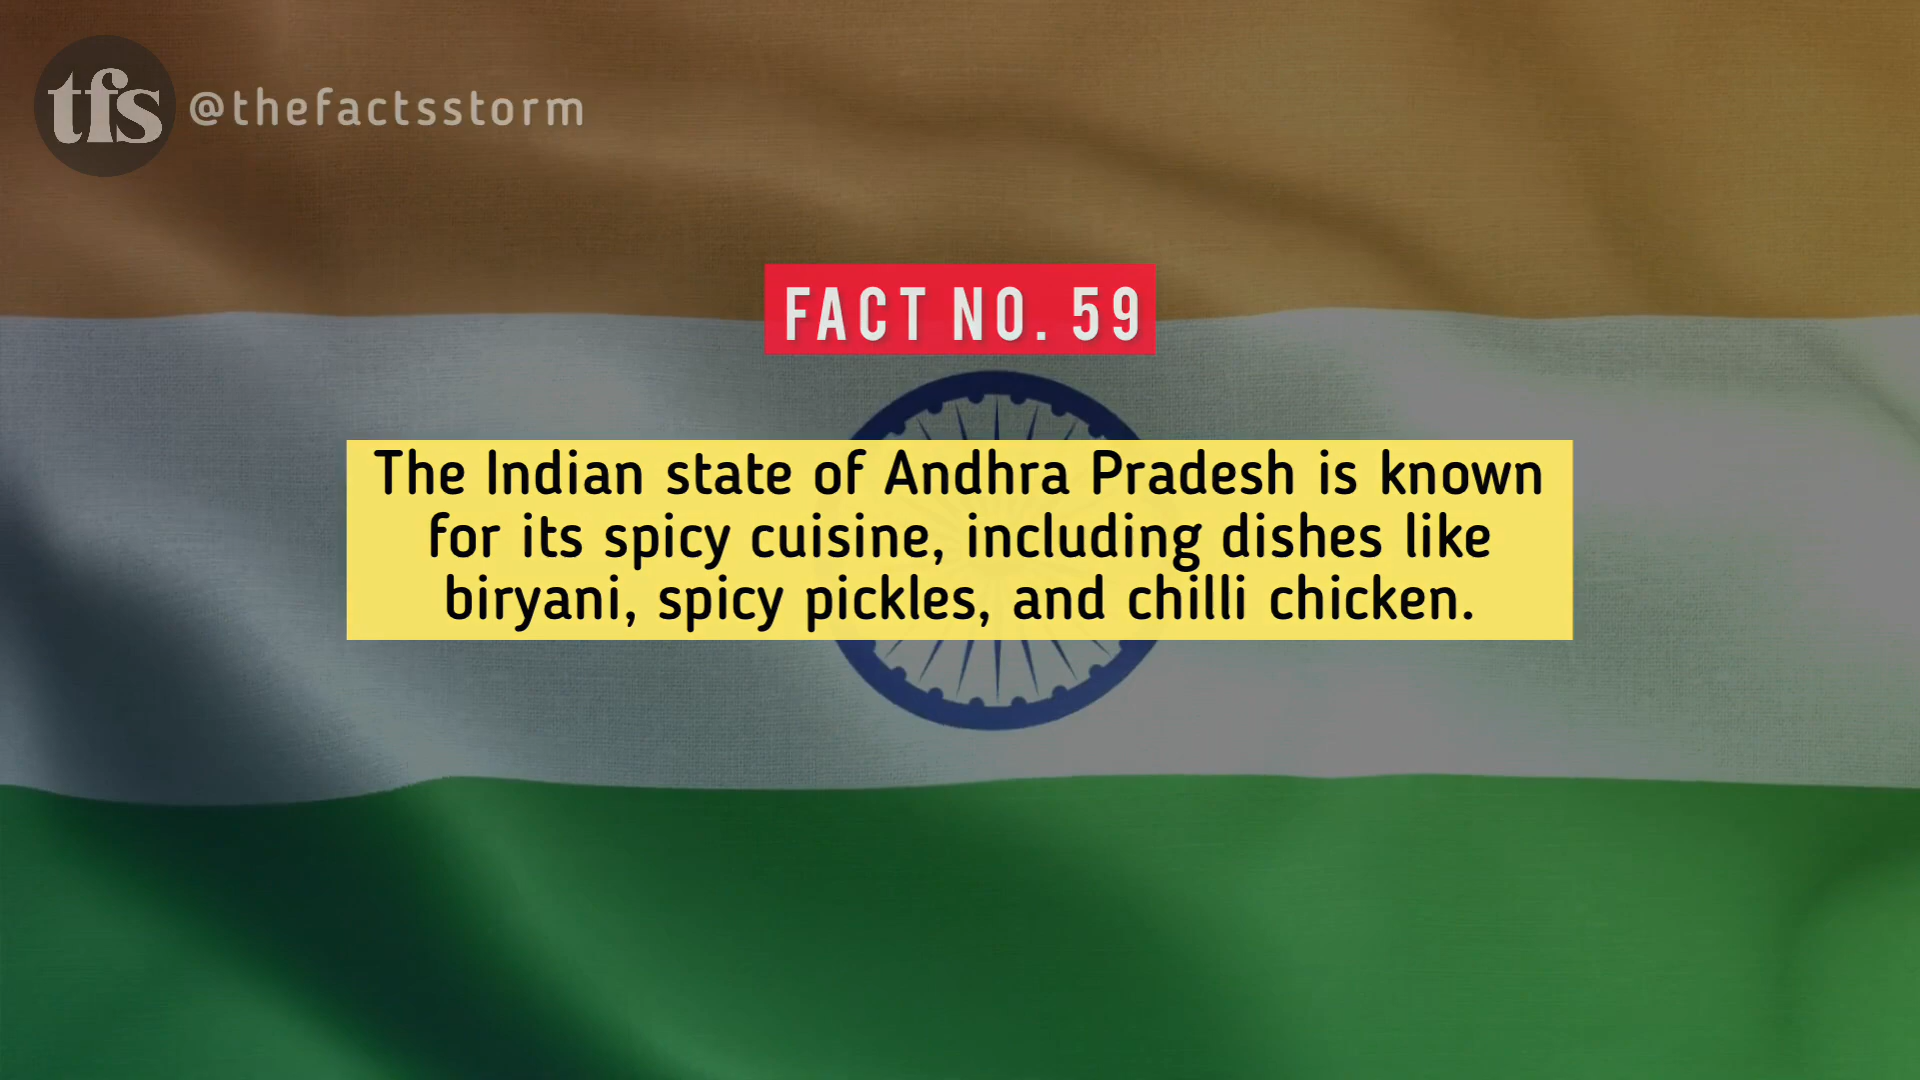 tfs @thefactsstorm
FACT NO. 59
The Indian state of Andhra Pradesh is known
for its spicy cuisine, including dishes like
biryani, spicy pickles, and chilli chicken.